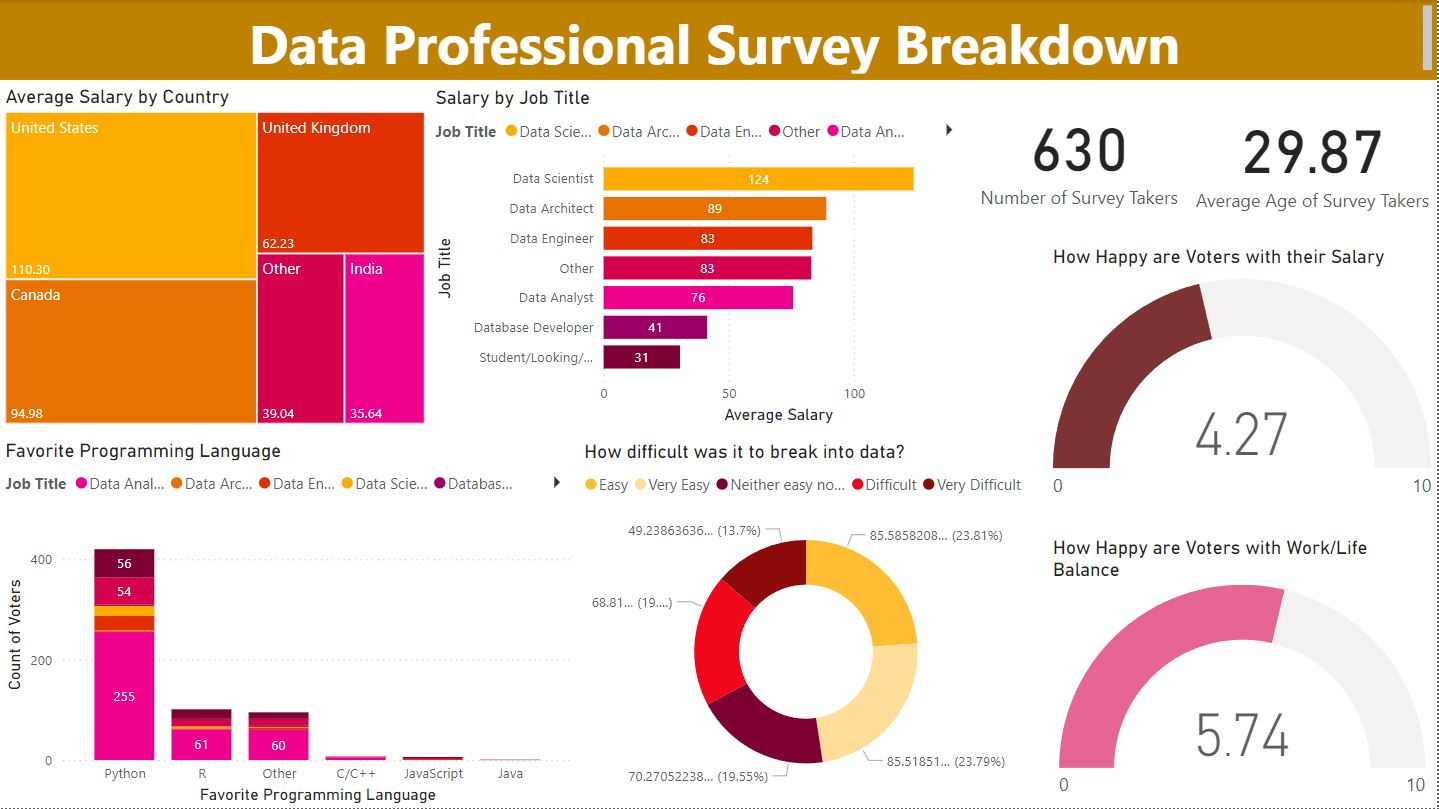 Data Professional Survey Breakdown
Average Salary by Country
United States
110.30
Canada
94.98
United Kingdom
62.23
Other
39.04
India
35.64
Salary by Job Title
Job Title Data Scie... Data Arc... Data En... Other Data An...
Job Title
Data Scientist 124
Data Architect 89
Data Engineer 83
Other 83
Data Analyst 76
Database Developer 41
Student/Looking/... 31
0 50 100
Average Salary
630
Number of Survey Takers
29.87
Average Age of Survey Takers
How Happy are Voters with their Salary
4.27
0 10
Favorite Programming Language
Job Title Data Anal... Data Arc... Data En... Data Scie... Databas...
Count of Voters
400
200
0
56
54
255
61
60
Python R Other C/C++ JavaScript Java
Favorite Programming Language
How difficult was it to break into data?
Easy Very Easy Neither easy no... Difficult Very Difficult
49.23863636... (13.7%)
85.5858208... (23.81%)
68.81... (19....)
70.27052238... (19.55%)
85.51851... (23.79%)
How Happy are Voters with Work/Life
Balance
5.74
0 10